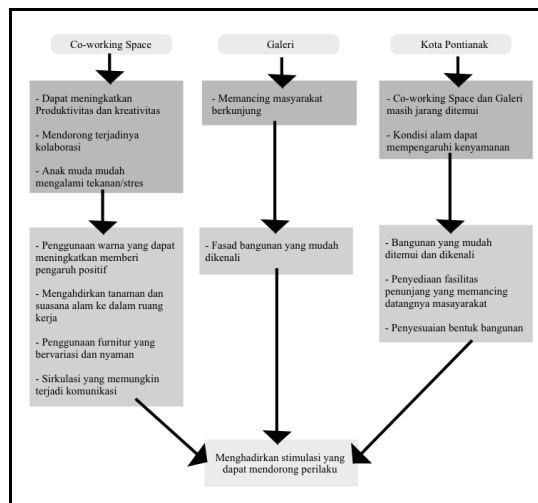 Co-working Space
Galeri
Kota Pontianak
- Dapat meningkatkan
Produktivitas dan kreativitas
- Mendorong terjadinya
kolaborasi
- Anak muda mudah
mengalami tekanan/stres
- Memancing masyarakat
berkunjung
- Co-working Space dan Galeri
masih jarang ditemui
- Kondisi alam dapat
mempengaruhi kenyamanan
- Penggunaan warna yang dapat
meningkatkan memberi
pengaruh positif
- Mengahdirkan tanaman dan
suasana alam ke dalam ruang
kerja
- Penggunaan furnitur yang
bervariasi dan nyaman
- Sirkulasi yang memungkin
terjadi komunikasi
- Fasad bangunan yang mudah
dikenali
- Bangunan yang mudah
ditemui dan dikenali
- Penyediaan fasilitas
penunjang yang memancing
datangnya masayarakat
- Penyesuaian bentuk bangunan
Menghadirkan stimulasi yang
dapat mendorong perilaku